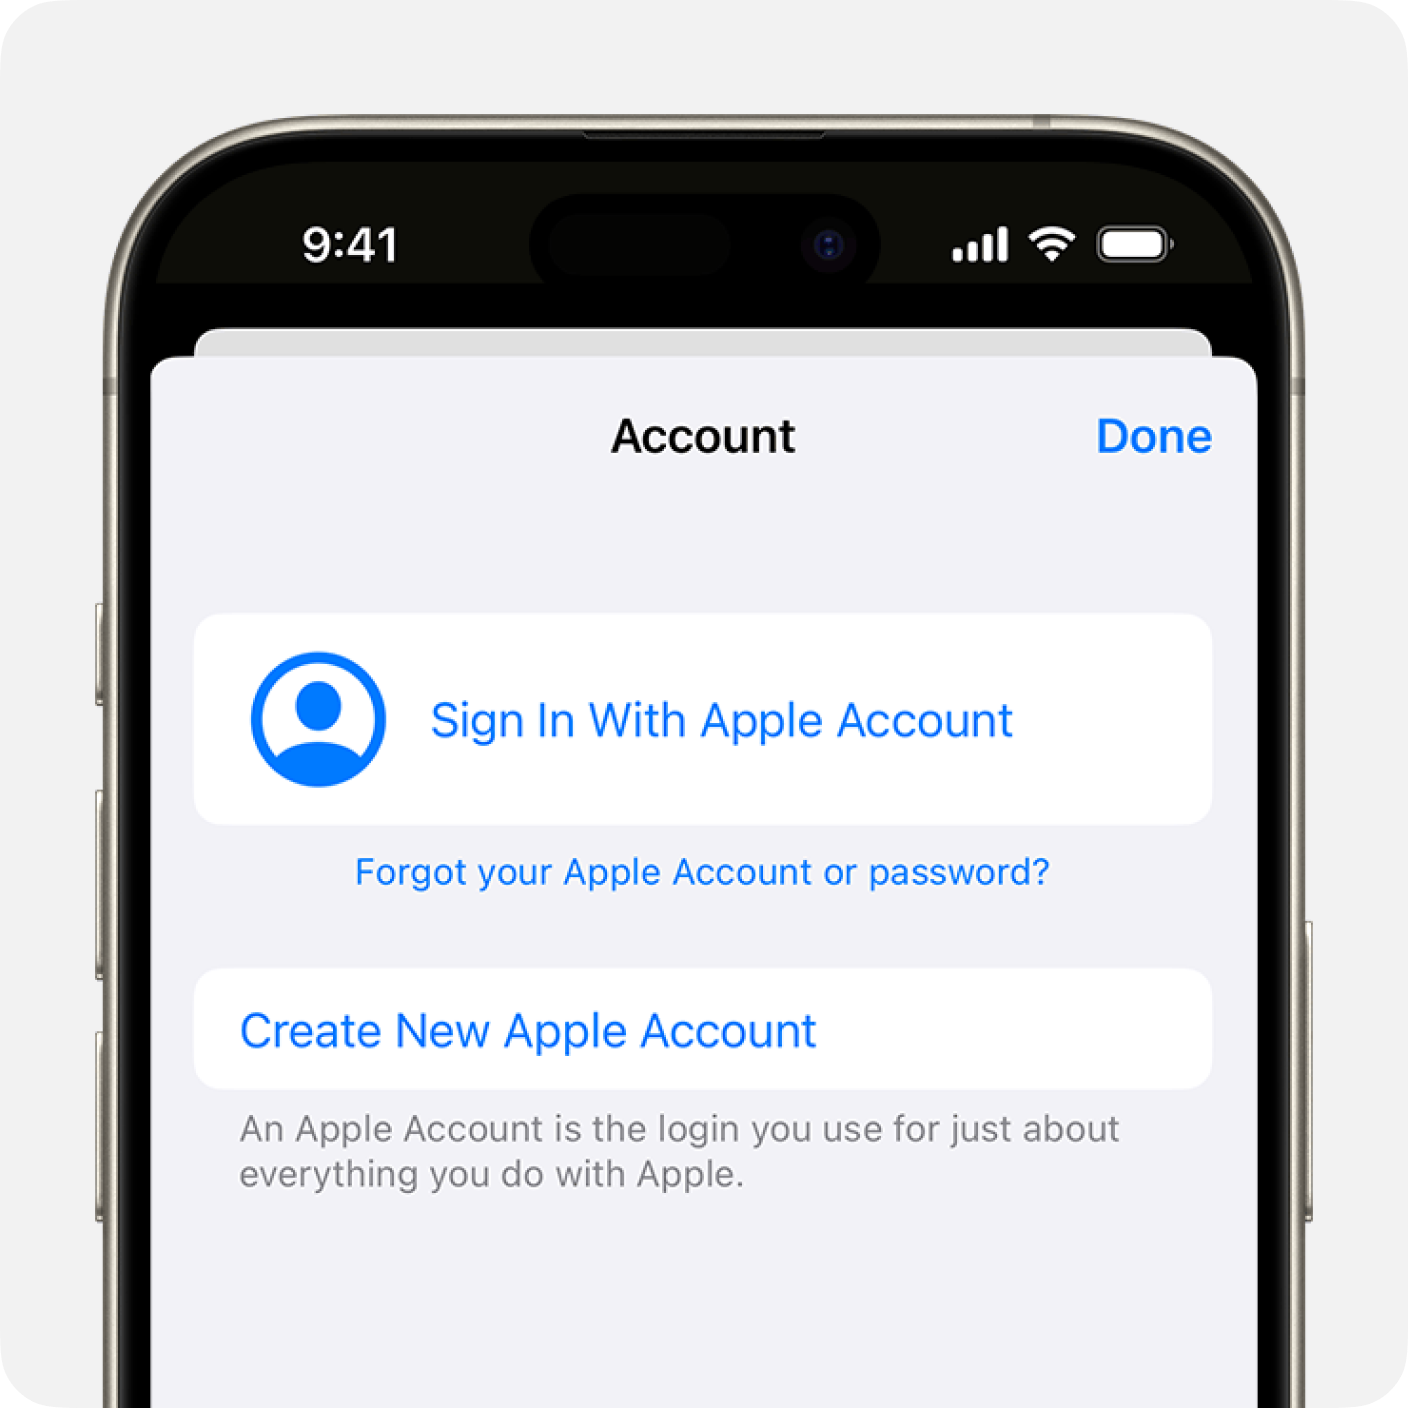 9:41
Account
Done
Sign In With Apple Account
Forgot your Apple Account or password?
Create New Apple Account
An Apple Account is the login you use for just about
everything you do with Apple.